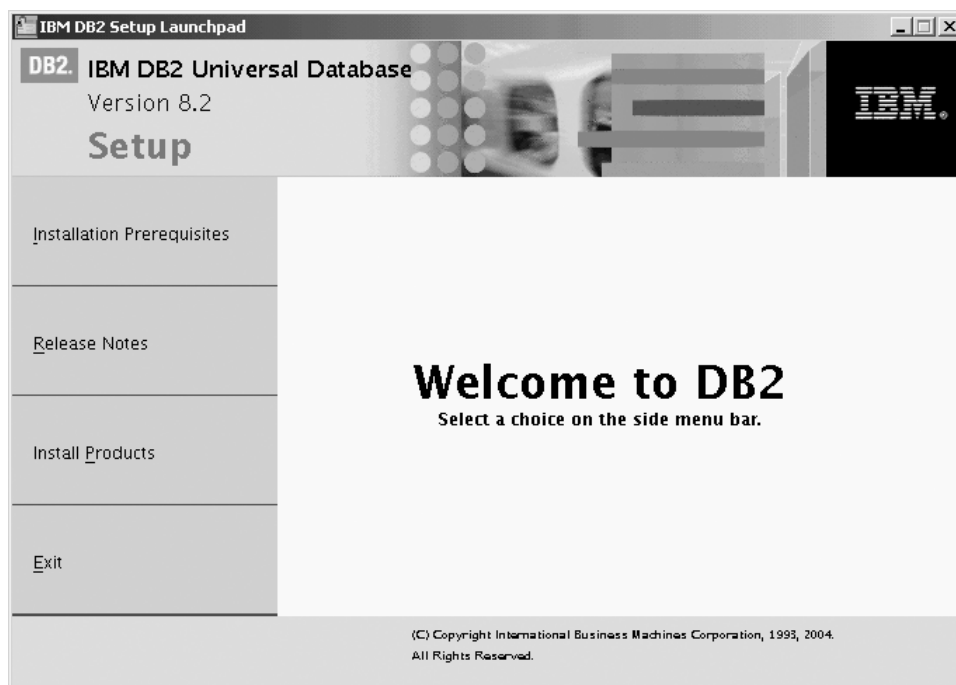 IBM DB2 Setup Launchpad
DB2. IBM DB2 Universal Database
Version 8.2
Setup
IBM®
Installation Prerequisites
Release Notes
Install Products
Exit
Welcome to DB2
Select a choice on the side menu bar.
(C) Copyright International Business Machines Corporation, 1993, 2004.
All Rights Reserved.